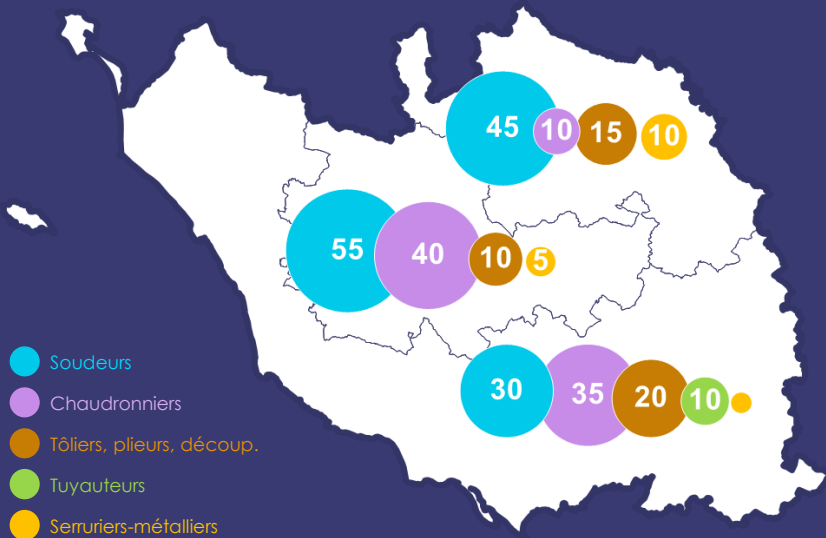 45 10 15 10
55 40 10 5
30 35 20 10
Soudeurs
Chaudronniers
Tôliers, plieurs, découp.
Tuyauteurs
Serruriers-métalliers